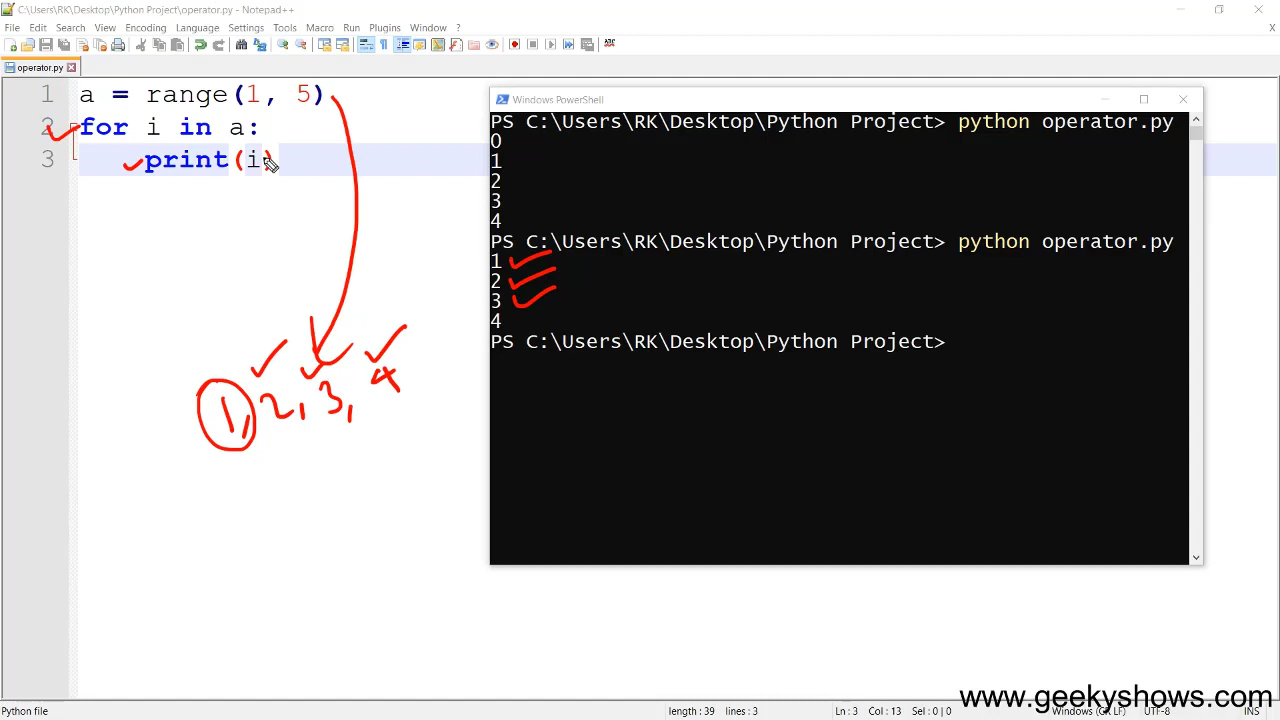 C:\Users\RK\Desktop\Python Project\operator.py - Notepad++
File Edit Search View Encoding Language Settings Tools Macro Run Plugins Window ?
X
operator.py
1 a = range(1, 5)
2 for i in a:
3 print(i)
Windows PowerShell
PS C:\Users\RK\Desktop\Python Project> python operator.py
0
1
2
3
4
PS C:\Users\RK\Desktop\Python Project> python operator.py
1
2
3
4
PS C:\Users\RK\Desktop\Python Project>
1, 2, 3, 4
www.geekyshows.com
Python file length : 39 lines : 3 Ln : 3 Col : 13 Sel : 0 | 0 Windows (CR LF) UTF-8 INS